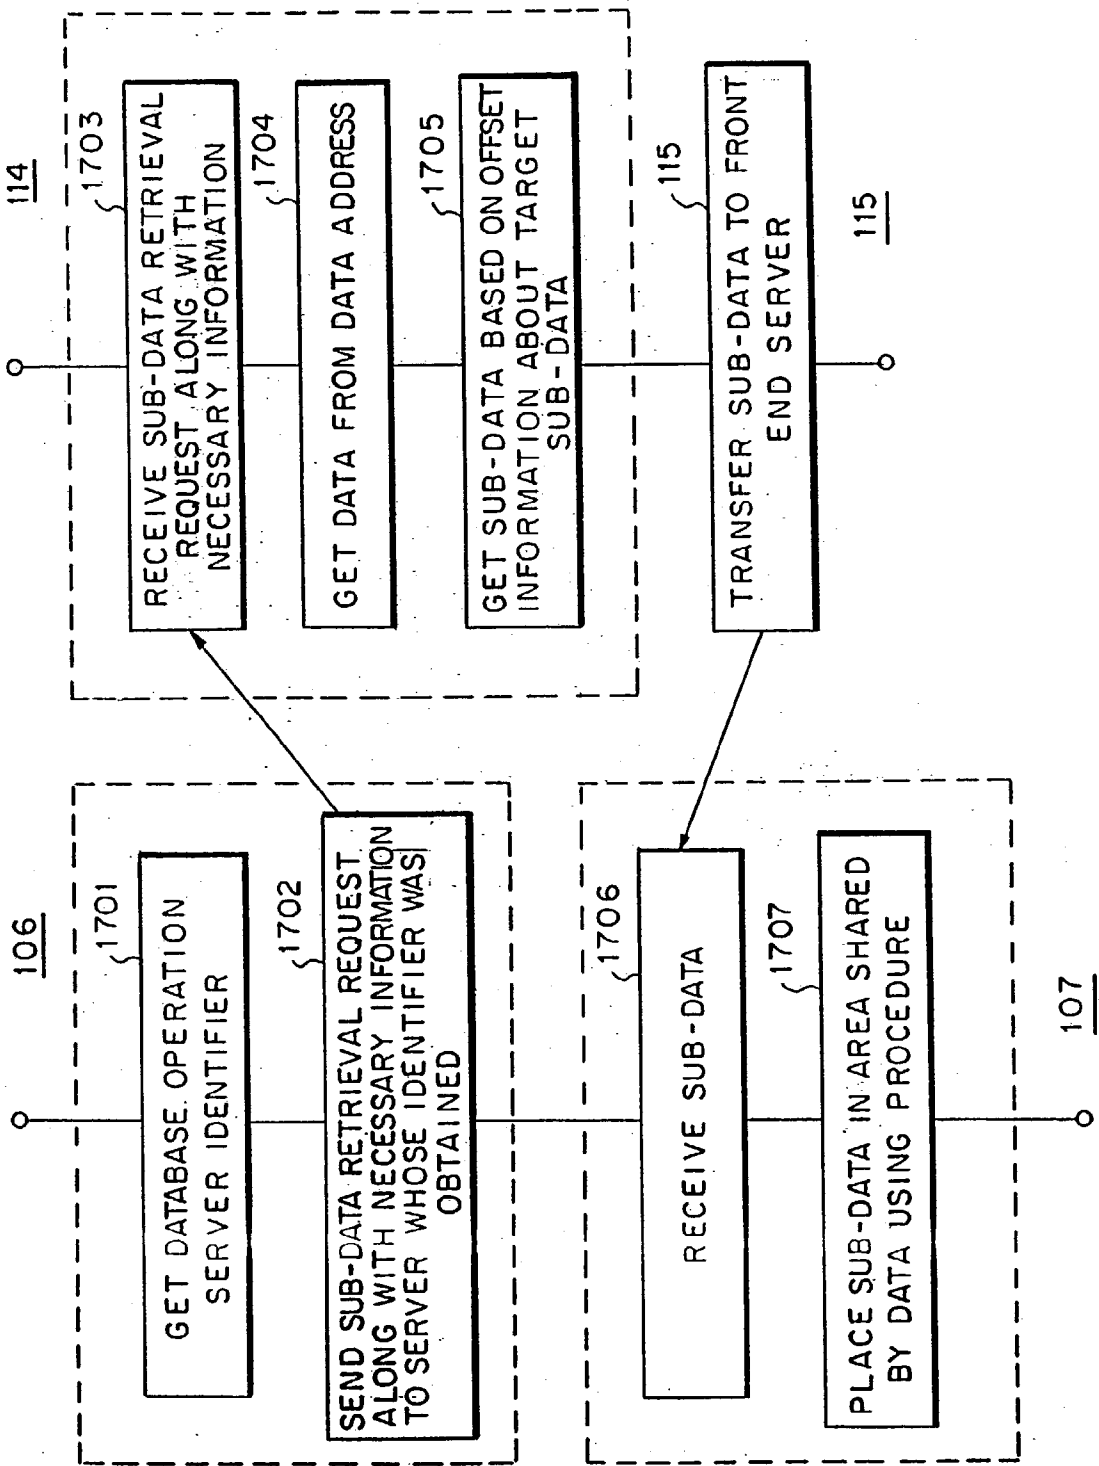 106
1701
GET DATABASE OPERATION
SERVER IDENTIFIER
1702
SEND SUB-DATA RETRIEVAL REQUEST
ALONG WITH NECESSARY INFORMATION
TO SERVER WHOSE IDENTIFIER WAS
OBTAINED
1706
RECEIVE SUB-DATA
1707
PLACE SUB-DATA IN AREA SHARED
BY DATA USING PROCEDURE
107
114
1703
RECEIVE SUB-DATA RETRIEVAL
REQUEST ALONG WITH
NECESSARY INFORMATION
1704
GET DATA FROM DATA ADDRESS
1705
GET SUB-DATA BASED ON OFFSET
INFORMATION ABOUT TARGET
SUB-DATA
115
TRANSFER SUB-DATA TO FRONT
END SERVER
115